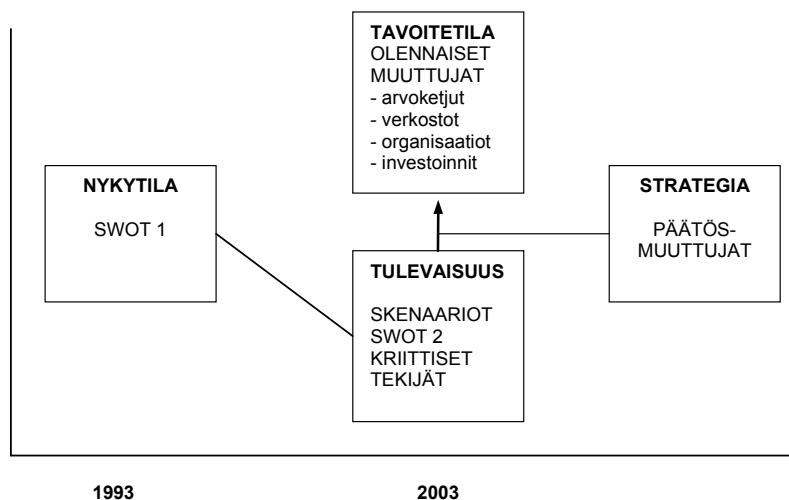 TAVOITETILA
OLENNAISET
MUUTTUJAT
- arvoketjut
- verkostot
- organisaatiot
- investoinnit
NYKYTILA
SWOT 1
STRATEGIA
PÄÄTÖS-
MUUTTUJAT
TULEVAISUUS
SKENAARIOT
SWOT 2
KRIITTISET
TEKIJÄT
1993
2003